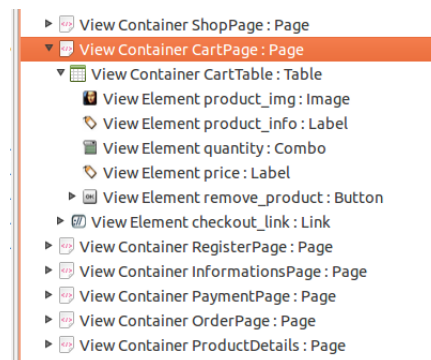 View Container ShopPage : Page
View Container CartPage : Page
View Container CartTable : Table
View Element product_img : Image
View Element product_info : Label
View Element quantity : Combo
View Element price : Label
View Element remove_product : Button
View Element checkout_link : Link
View Container RegisterPage : Page
View Container InformationsPage : Page
View Container PaymentPage : Page
View Container OrderPage : Page
View Container ProductDetails : Page